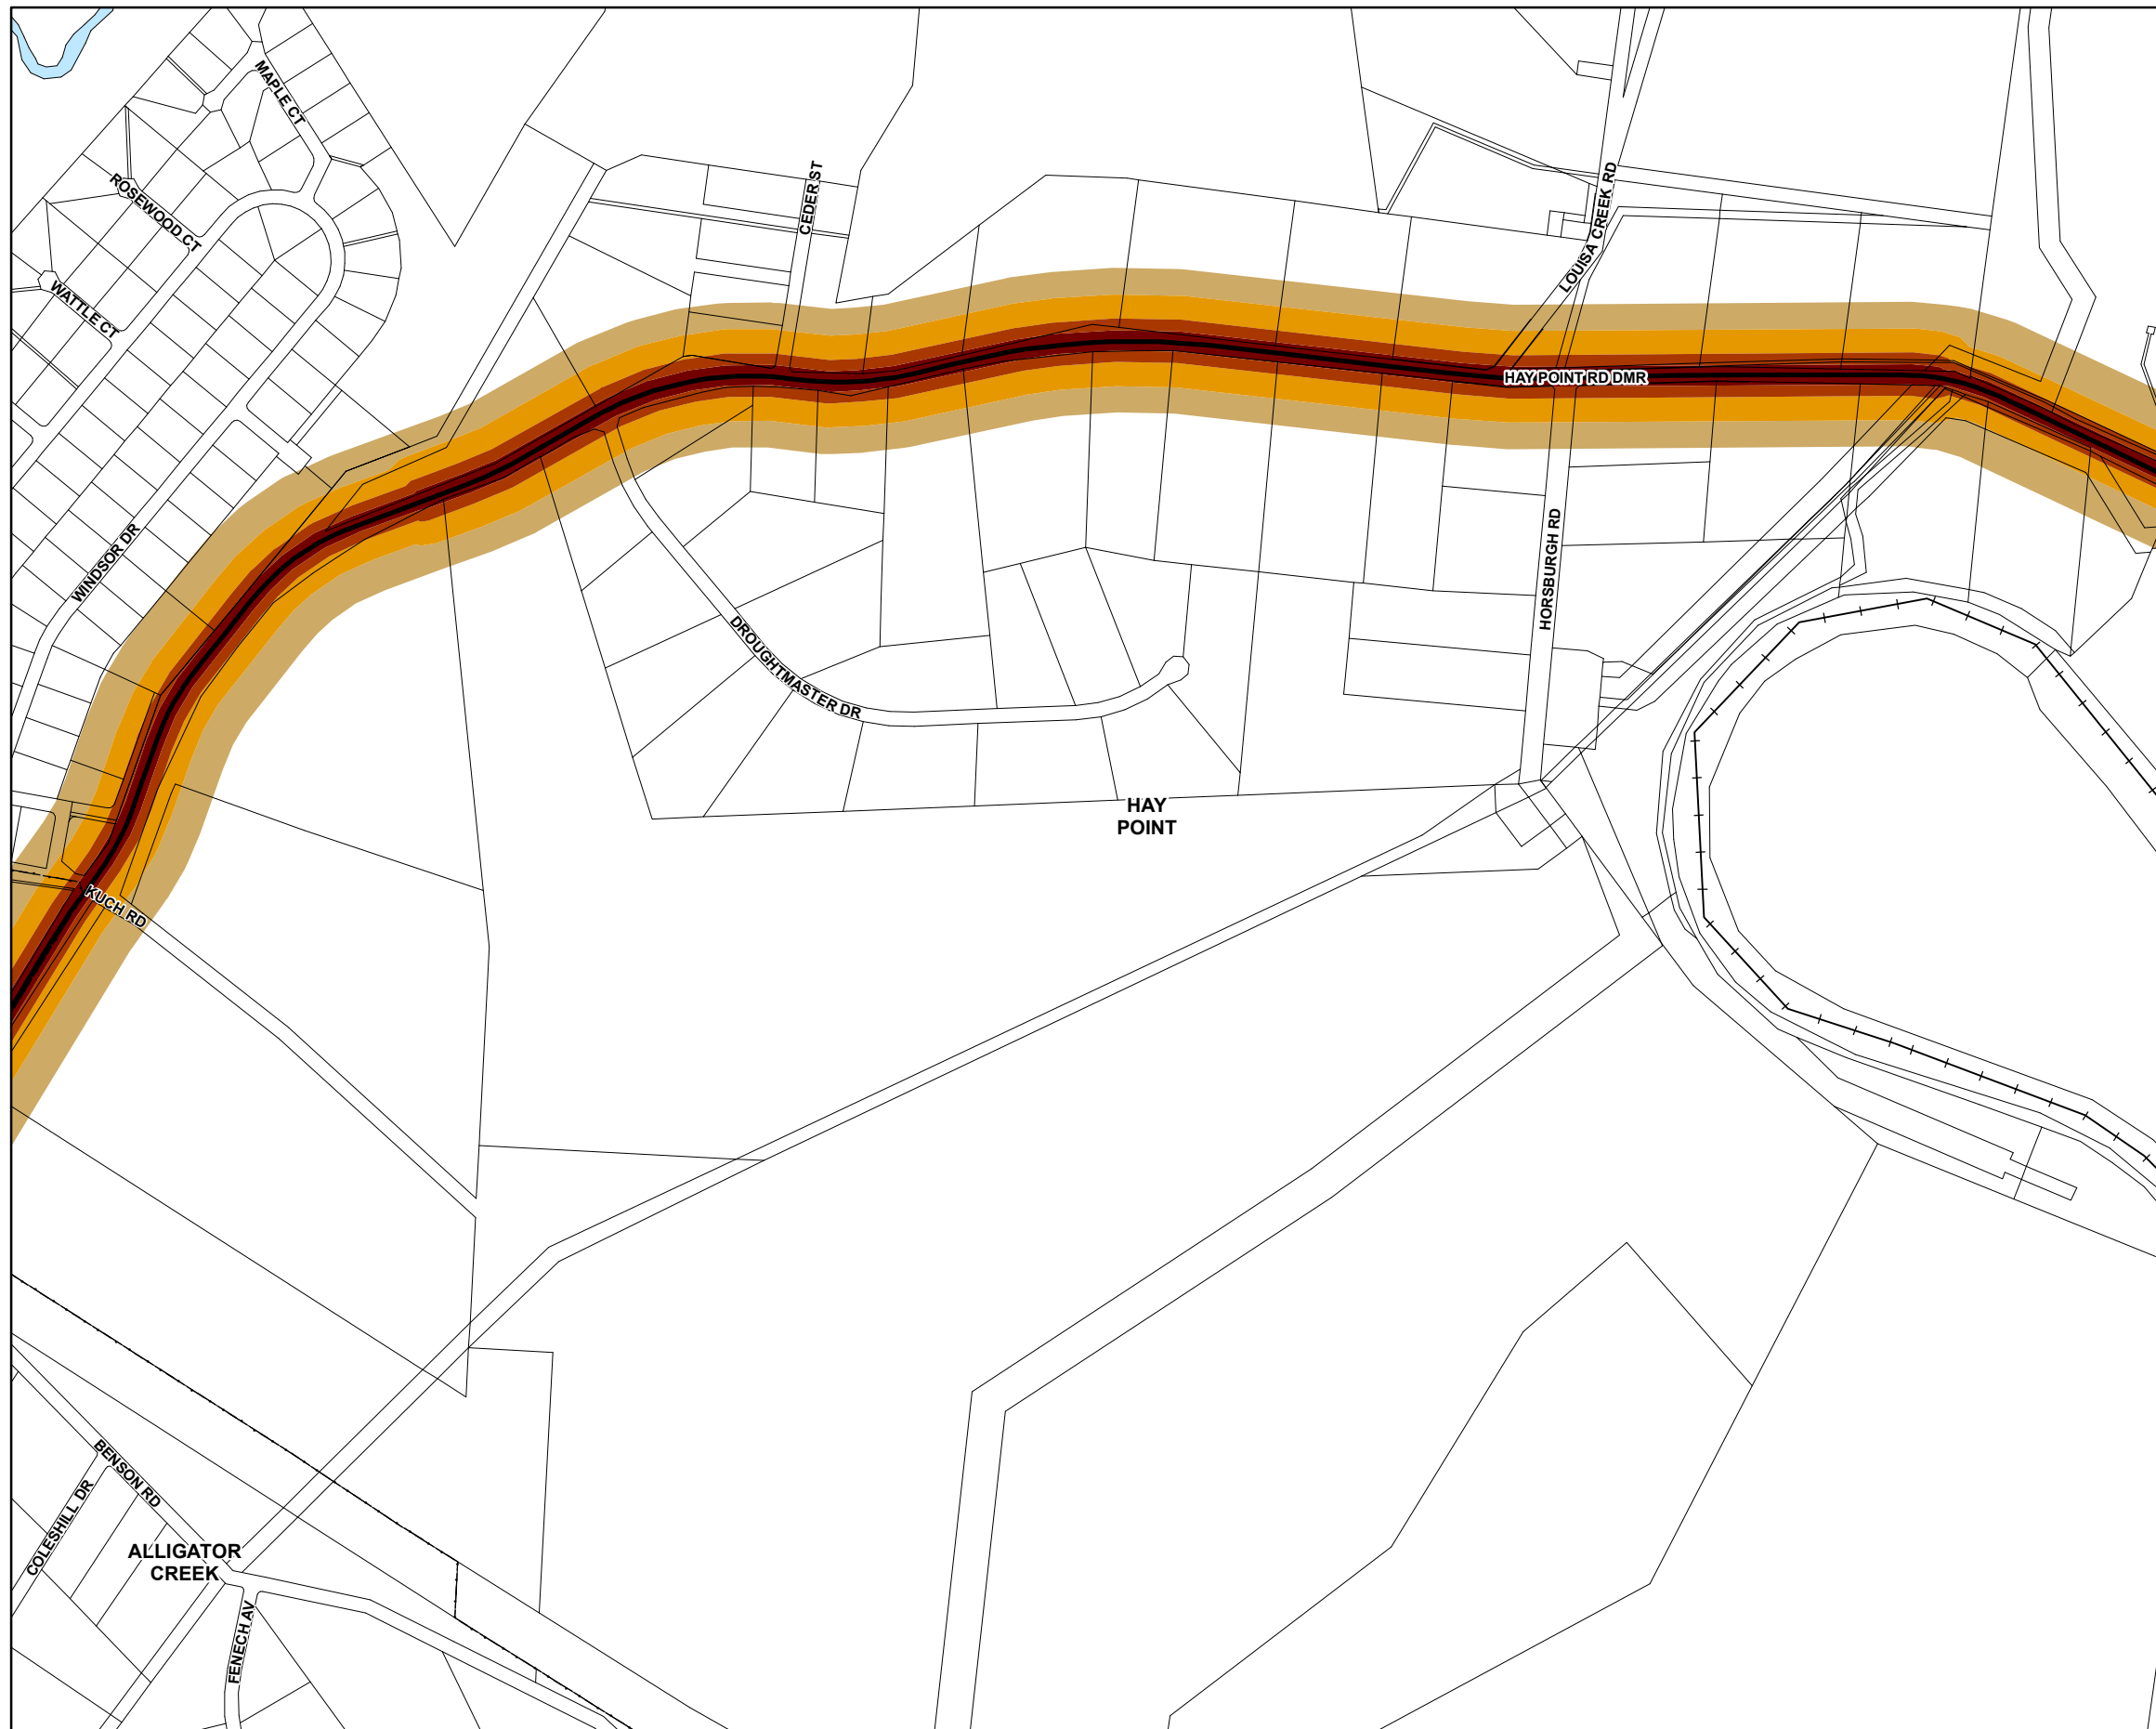 MAPLE CT
ROSEWOOD CT
CEDER ST
LOUISA CREEK RD
WATTLE CT
HAY POINT RD DMR
WINDSOR DR
HORSBURGH RD
DROUGHTMASTER DR
HAY
POINT
KUCH RD
BENSON RD
COLESHILL DR
ALLIGATOR
CREEK
FENECH AV